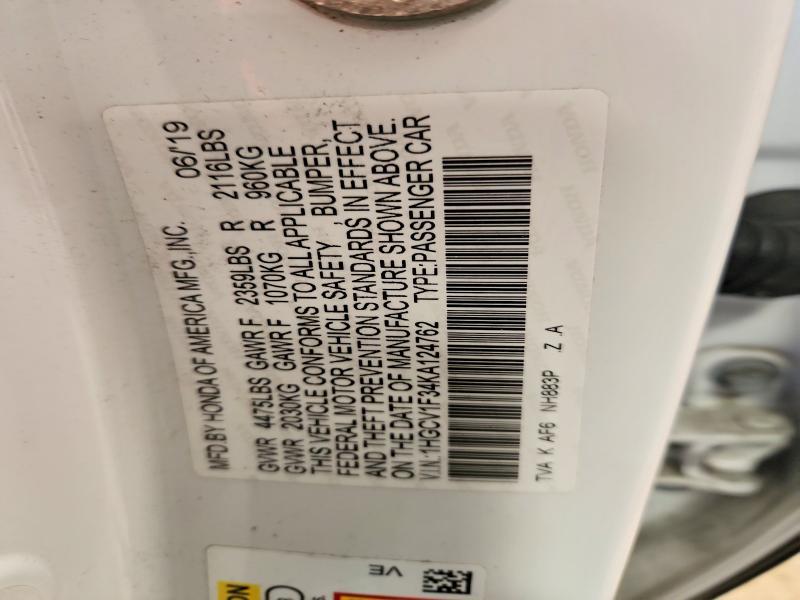 MFD.BY HONDA OF AMERICA MFG.,INC. 06/19
GVWR 4475LBS GAWR F 2359LBS R 2116LBS
GVWR 2030KG GAWR F 1070KG R 960KG
THIS VEHICLE CONFORMS TO ALL APPLICABLE
FEDERAL MOTOR VEHICLE SAFETY , BUMPER,
AND THEFT PREVENTION STANDARDS IN EFFECT
ON THE DATE OF MANUFACTURE SHOWN ABOVE.
V.I.N.:1HGCV1F34KA124762 TYPE:PASSENGER CAR
TVA K AF6 NH883P .Z .A
VE